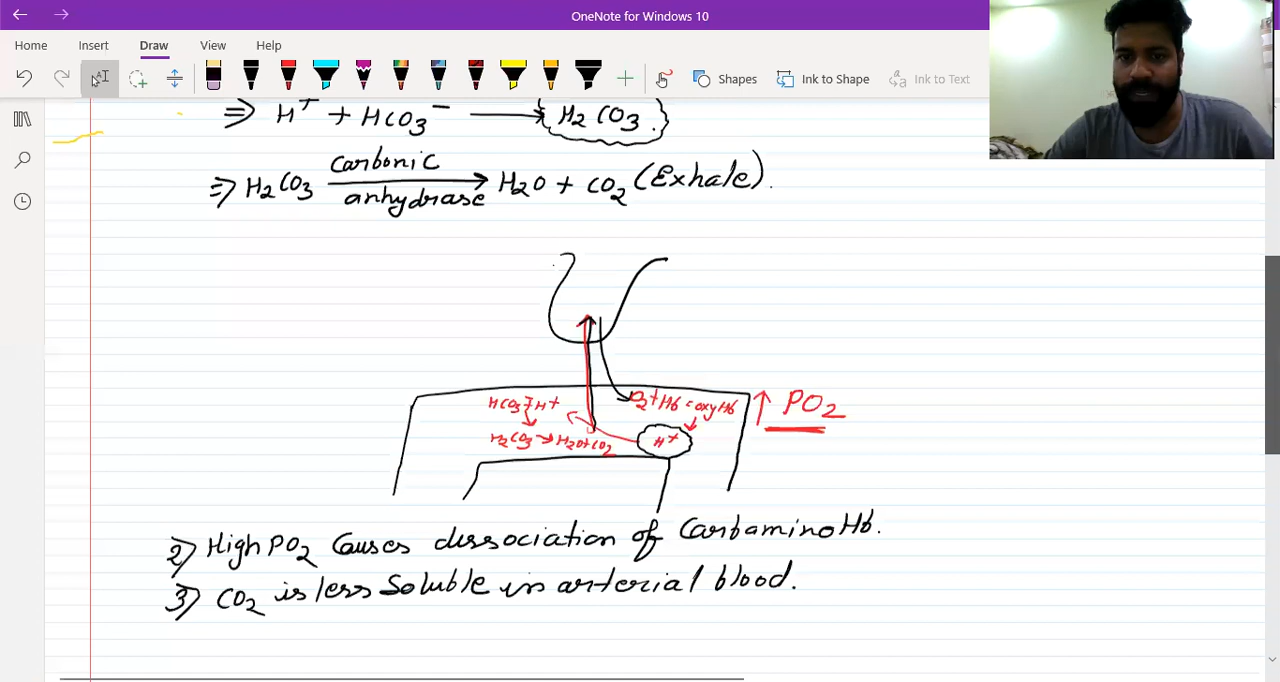 OneNote for Windows 10
Home Insert Draw View Help
Shapes Ink to Shape Ink to Text
⇒ H+ + HCO3− → H2CO3.
⇒ H2CO3 carbonic anhydrase → H2O + CO2 (Exhale).
HCO3− + H+
O2 + Hb = oxyHb
↑ PO2
H2CO3 → H2O + CO2
H+
2) High PO2 Causes dissociation of CarbaminoHb.
3) CO2 is less soluble in arterial blood.